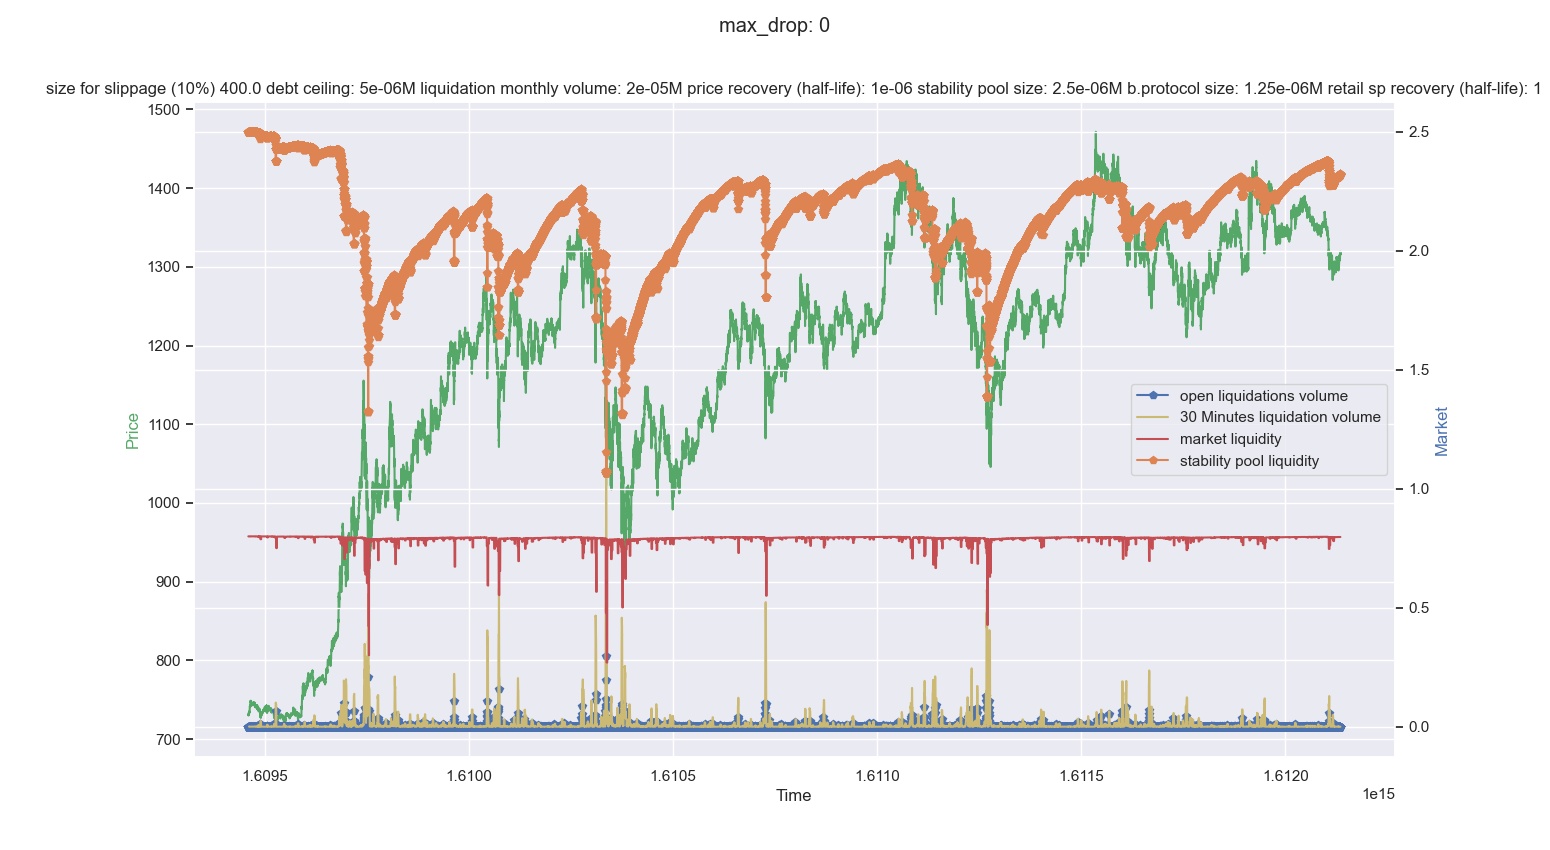 max_drop: 0
size for slippage (10%) 400.0 debt ceiling: 5e-06M liquidation monthly volume: 2e-05M price recovery (half-life): 1e-06 stability pool size: 2.5e-06M b.protocol size: 1.25e-06M retail sp recovery (half-life): 1
1500
1400
1300
1200
1100
1000
900
800
700
Price
2.5
2.0
1.5
1.0
0.5
0.0
Market
open liquidations volume
30 Minutes liquidation volume
market liquidity
stability pool liquidity
1.6095 1.6100 1.6105 1.6110 1.6115 1.6120
Time
1e15